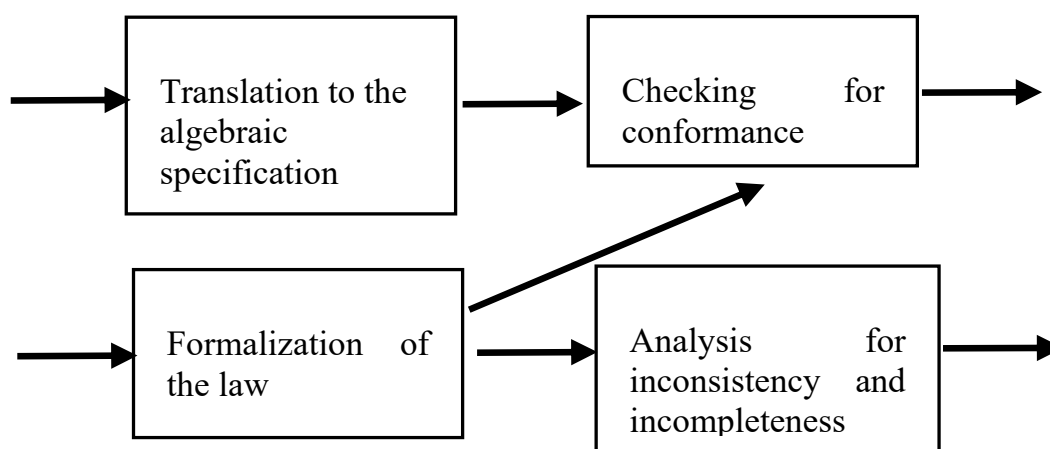 Translation to the
algebraic
specification
Checking for
conformance
Formalization of
the law
Analysis for
inconsistency and
incompleteness